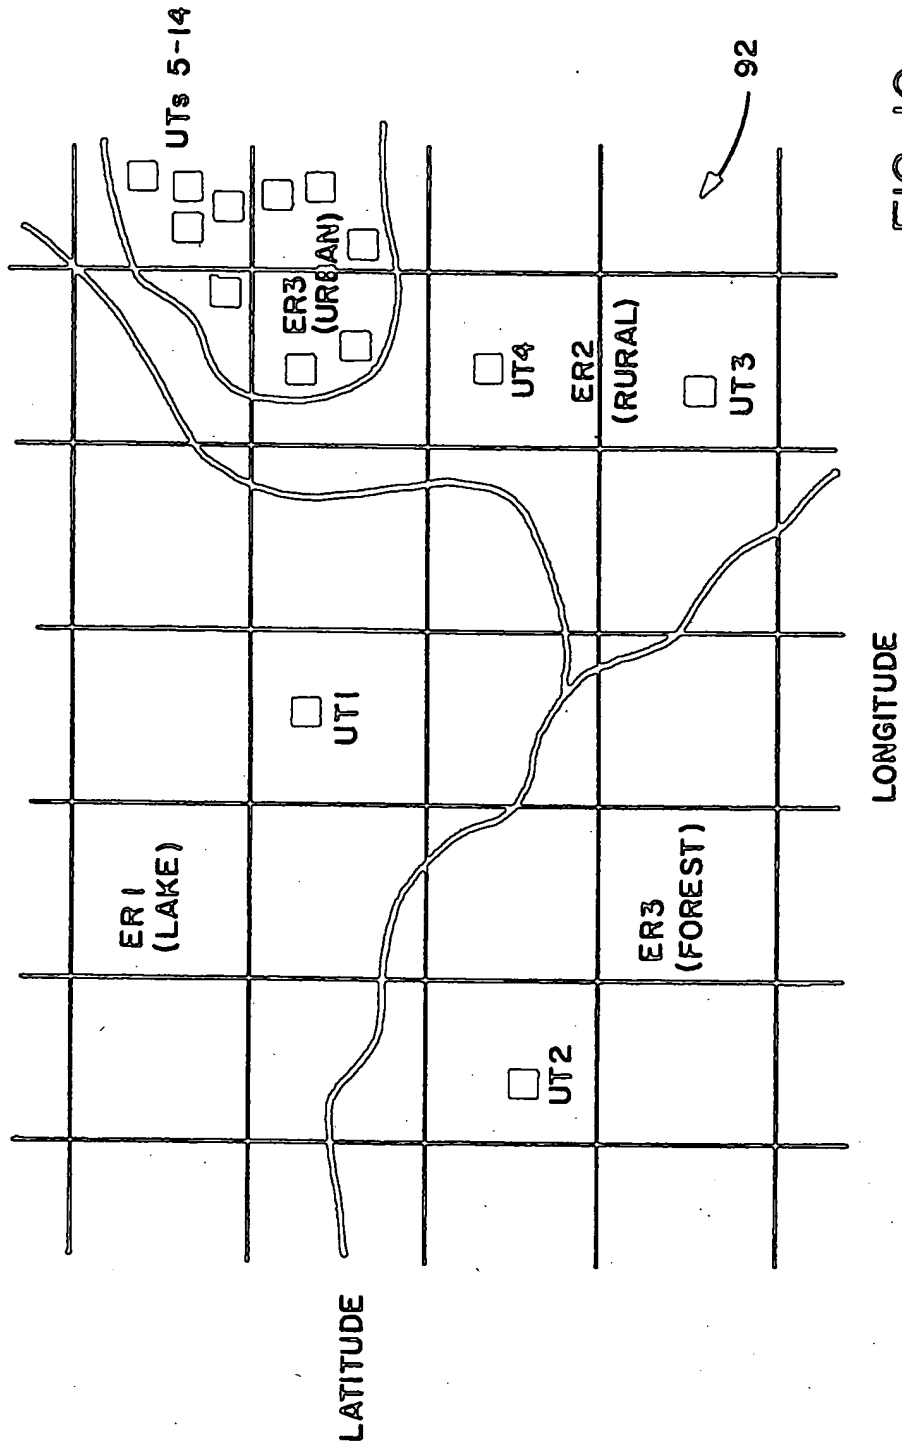 UTs 5-14
ER1
(LAKE)
ER3
(URBAN)
UT1
LATITUDE
UT4
UT2
ER2
(RURAL)
ER3
(FOREST)
UT3
92
LONGITUDE